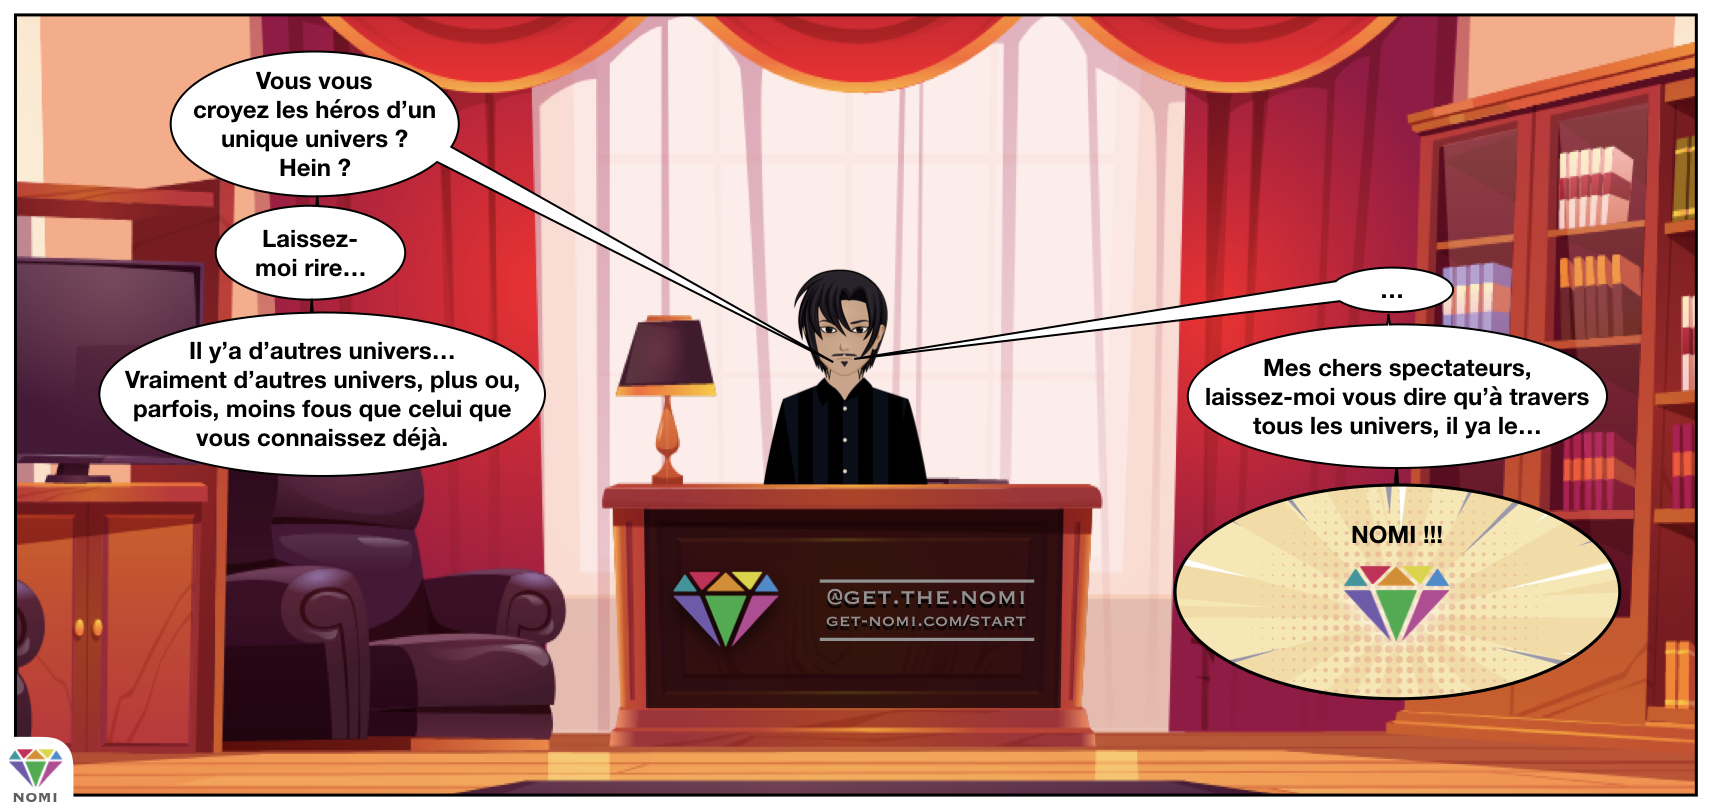 Vous vous
croyez les héros d’un
unique univers ?
Hein ?
Laissez-
moi rire…
Il y’a d’autres univers…
Vraiment d’autres univers, plus ou,
parfois, moins fous que celui que
vous connaissez déjà.
…
Mes chers spectateurs,
laissez-moi vous dire qu’à travers
tous les univers, il ya le…
NOMI !!!
@GET.THE.NOMI
GET-NOMI.COM/START
NOMI